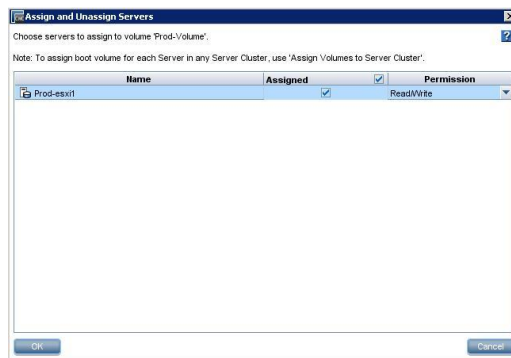 Assign and Unassign Servers
Choose servers to assign to volume 'Prod-Volume'.
Note: To assign boot volume for each Server in any Server Cluster, use 'Assign Volumes to Server Cluster'.
Name Assigned Permission
Prod-esxi1 Read/Write
OK Cancel